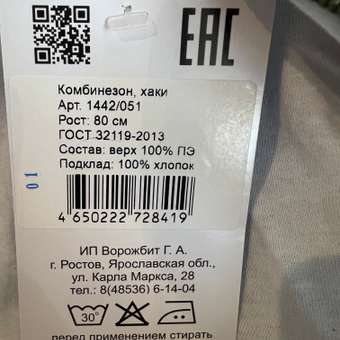 EAC
Комбинезон, хаки
Арт. 1442/051
Рост: 80 см
ГОСТ 32119-2013
Состав: верх 100% ПЭ
Подклад: 100% хлопок
01
4 650222 728419
ИП Ворожбит Г. А.
г. Ростов, Ярославская обл.,
ул. Карла Маркса, 28
тел.: 8(48536) 6-14-04
30°
перед применением стирать